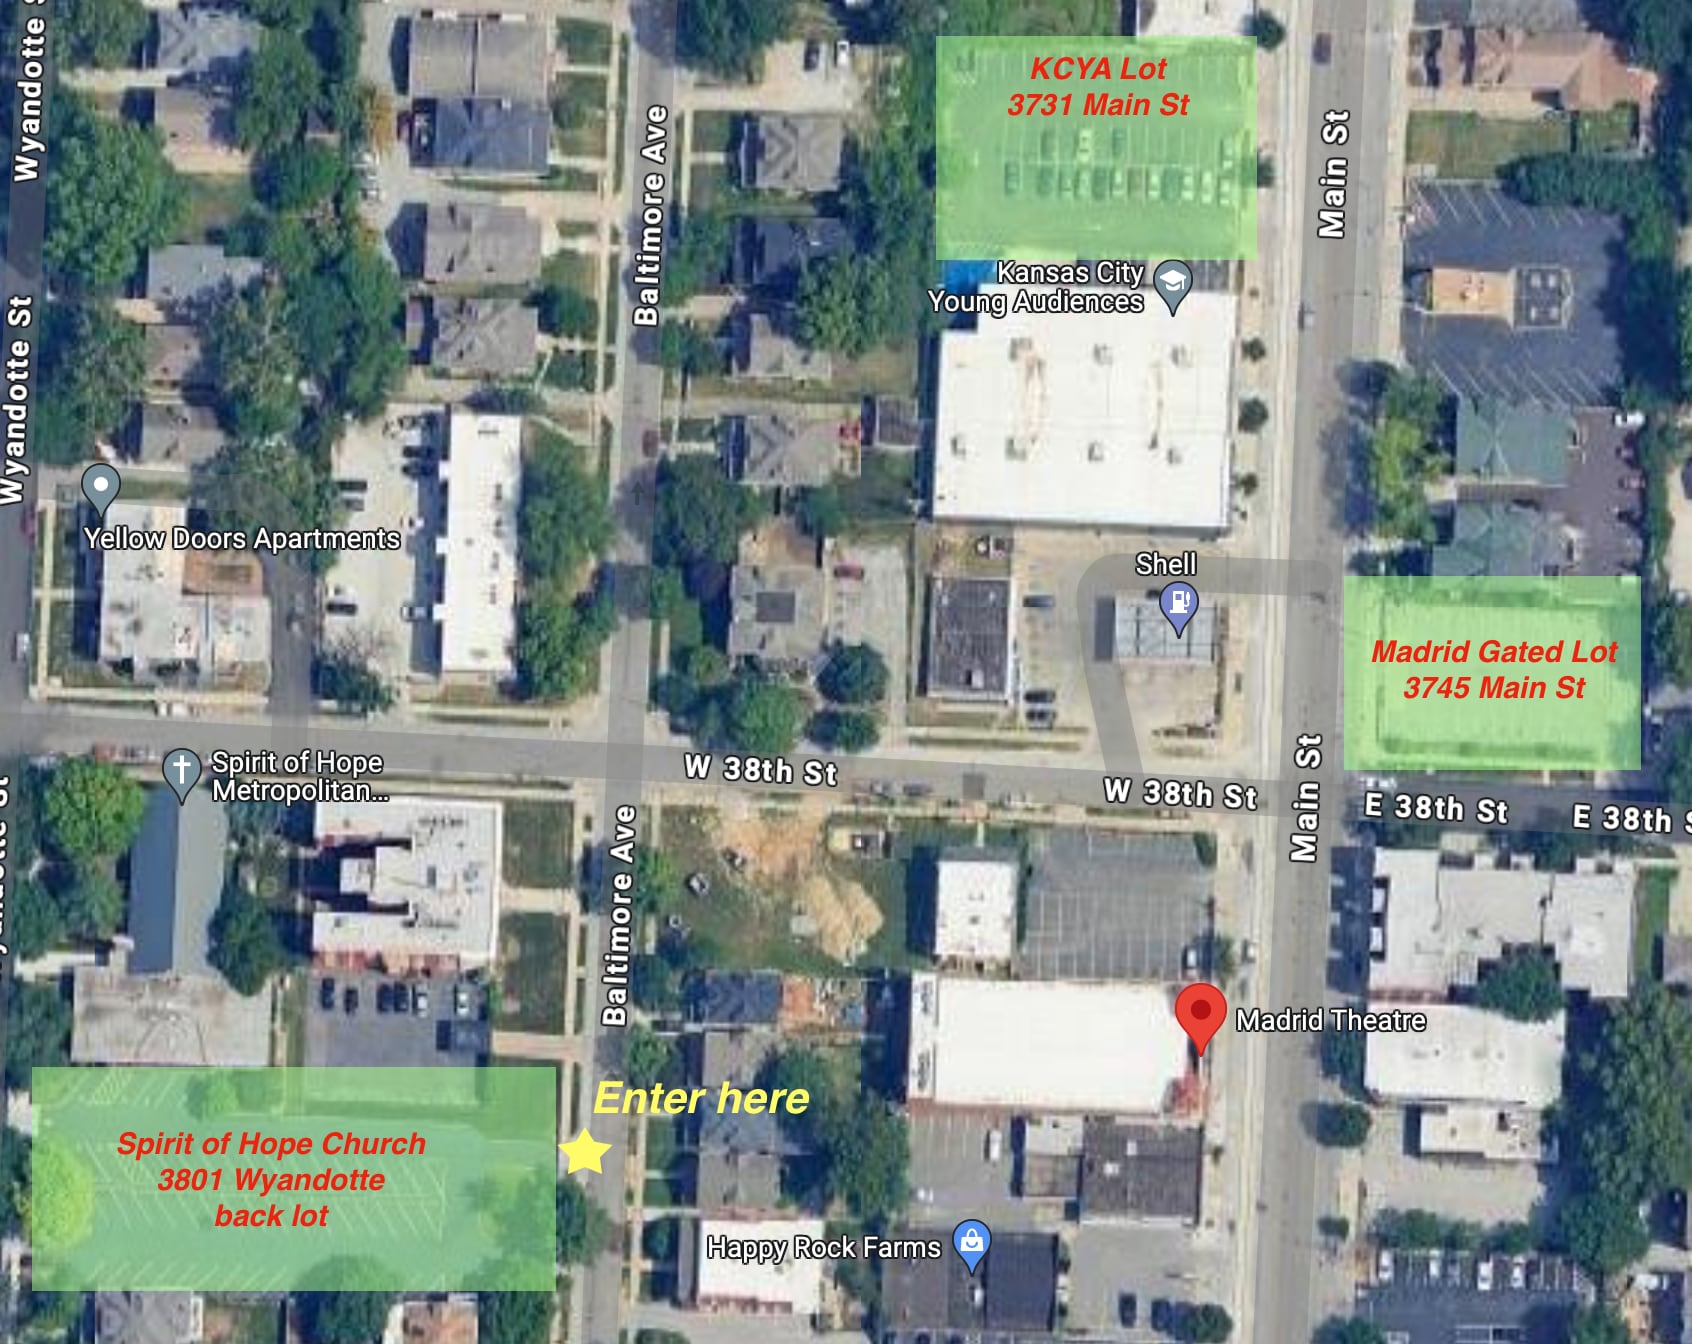 Wyandotte S
KCYA Lot
3731 Main St
Main St
Baltimore Ave
Kansas City
Young Audiences
Wyandotte St
Yellow Doors Apartments
Shell
Madrid Gated Lot
3745 Main St
Spirit of Hope
Metropolitan...
W 38th St
W 38th St
Main St
E 38th St
E 38th S
Baltimore Ave
Madrid Theatre
Enter here
Spirit of Hope Church
3801 Wyandotte
back lot
Happy Rock Farms